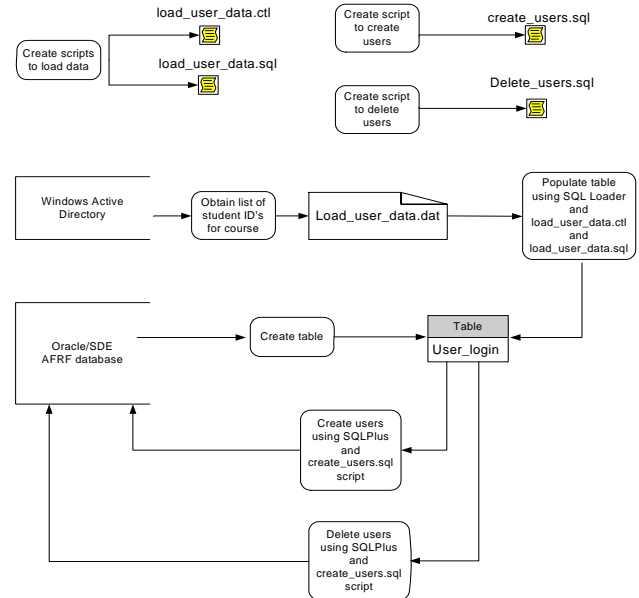 load_user_data.ctl
Create scripts
to load data
load_user_data.sql
Create script
to create
users
create_users.sql
Create script
to delete
users
Delete_users.sql
Windows Active
Directory
Obtain list of
student ID's
for course
Load_user_data.dat
Populate table
using SQL Loader
and
load_user_data.ctl
and
load_user_data.sql
Oracle/SDE
AFRF database
Create table
Table
User_login
Create users
using SQLPlus
and
create_users.sql
script
Delete users
using SQLPlus
and
create_users.sql
script